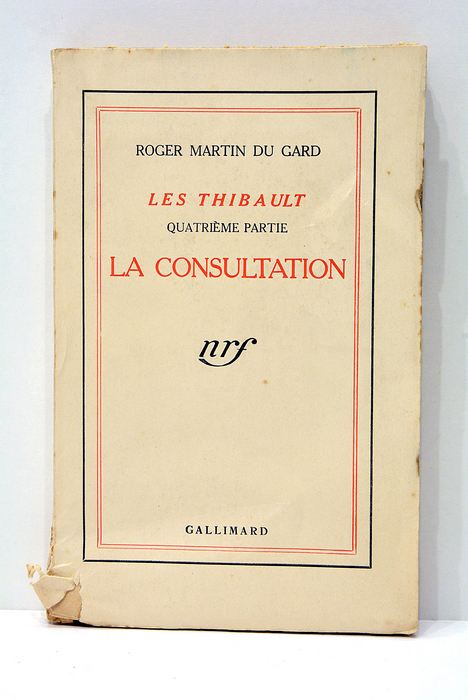 ROGER MARTIN DU GARD
LES THIBAULT
QUATRIÈME PARTIE
LA CONSULTATION
nrf
GALLIMARD